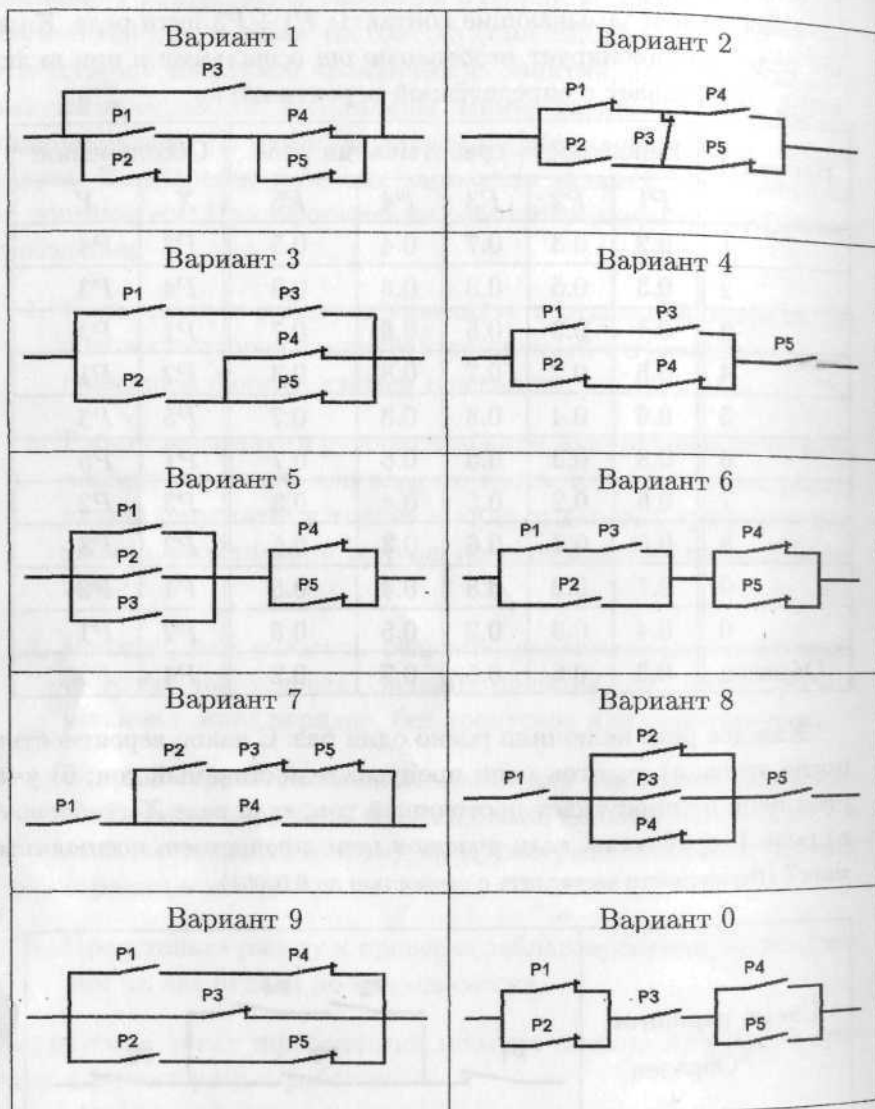 Вариант 1
P3
P1
P4
P2
P5
Вариант 2
P1
P4
P2
P3
P5
Вариант 3
P1
P3
P4
P2
P5
Вариант 4
P1
P3
P5
P2
P4
Вариант 5
P1
P4
P2
P5
P3
Вариант 6
P1
P3
P4
P2
P5
Вариант 7
P2
P3
P5
P1
P4
Вариант 8
P2
P1
P3
P5
P4
Вариант 9
P1
P4
P3
P2
P5
Вариант 0
P1
P4
P3
P2
P5